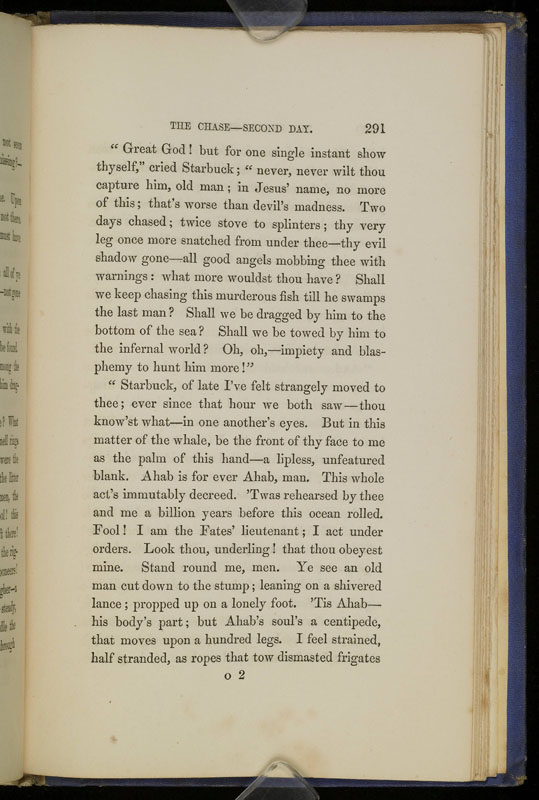 THE CHASE—SECOND DAY. 291
“ Great God! but for one single instant show
thyself,” cried Starbuck; “ never, never wilt thou
capture him, old man; in Jesus’ name, no more
of this; that’s worse than devil’s madness. Two
days chased; twice stove to splinters; thy very
leg once more snatched from under thee—thy evil
shadow gone—all good angels mobbing thee with
warnings: what more wouldst thou have? Shall
we keep chasing this murderous fish till he swamps
the last man? Shall we be dragged by him to the
bottom of the sea? Shall we be towed by him to
the infernal world? Oh, oh,—impiety and blas-
phemy to hunt him more!”
“ Starbuck, of late I’ve felt strangely moved to
thee; ever since that hour we both saw—thou
know’st what—in one another’s eyes. But in this
matter of the whale, be the front of thy face to me
as the palm of this hand—a lipless, unfeatured
blank. Ahab is for ever Ahab, man. This whole
act’s immutably decreed. ’Twas rehearsed by thee
and me a billion years before this ocean rolled.
Fool! I am the Fates’ lieutenant; I act under
orders. Look thou, underling! that thou obeyest
mine. Stand round me, men. Ye see an old
man cut down to the stump; leaning on a shivered
lance; propped up on a lonely foot. ’Tis Ahab—
his body’s part; but Ahab’s soul’s a centipede,
that moves upon a hundred legs. I feel strained,
half stranded, as ropes that tow dismasted frigates
o 2